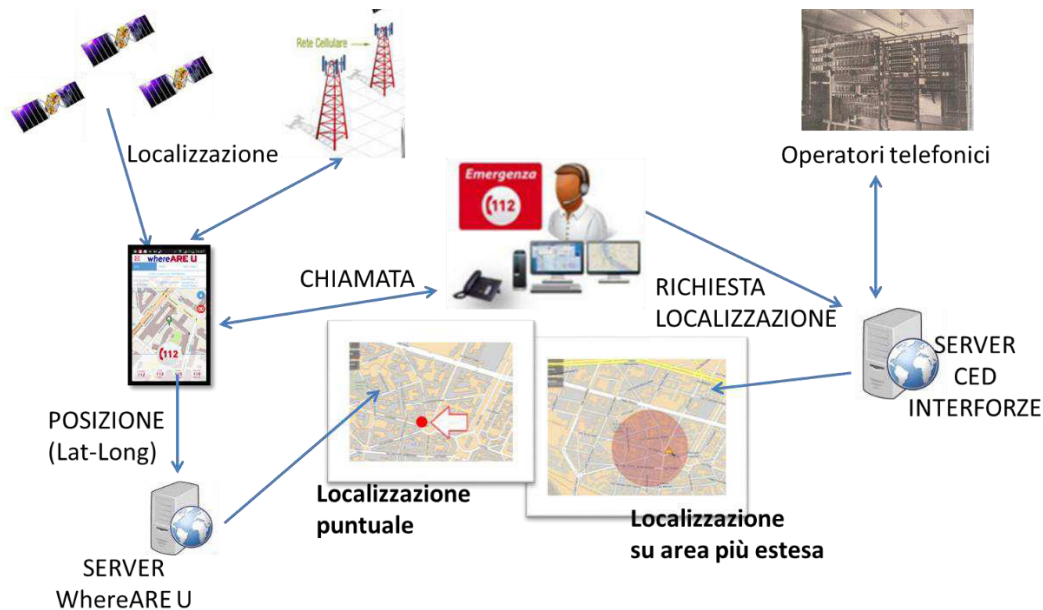 Rete Cellulare
Localizzazione
Operatori telefonici
Emergenza
112
whereARE U
112
CHIAMATA
RICHIESTA
LOCALIZZAZIONE
SERVER
CED
INTERFORZE
POSIZIONE
(Lat-Long)
Localizzazione
puntuale
Localizzazione
su area più estesa
SERVER
WhereARE U